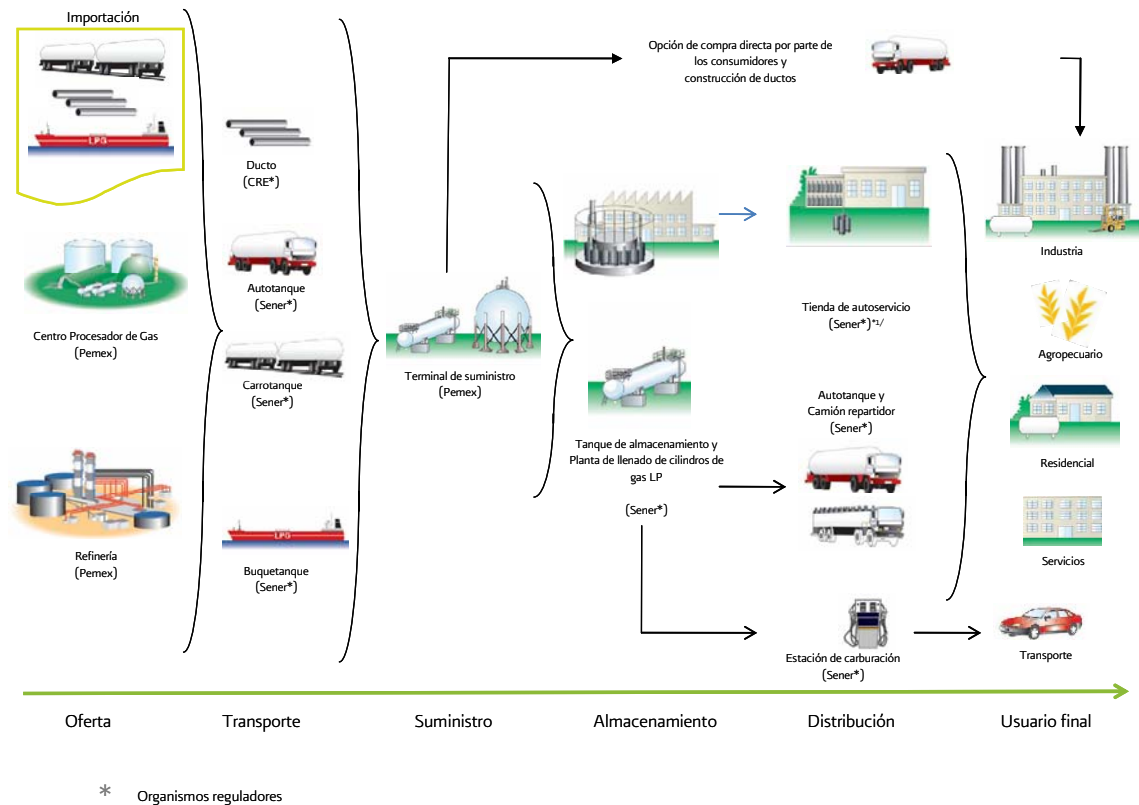 Importación
LPG
Centro Procesador de Gas
(Pemex)
Refinería
(Pemex)
Ducto
(CRE*)
Autotanque
(Sener*)
Carrotanque
(Sener*)
LPG
Buquetanque
(Sener*)
Terminal de suministro
(Pemex)
Opción de compra directa por parte de
los consumidores y
construcción de ductos
Tanque de almacenamiento y
Planta de llenado de cilindros de
gas LP
(Sener*)
Tienda de autoservicio
(Sener*)*1/
Autotanque y
Camión repartidor
(Sener*)
Estación de carburación
(Sener*)
Industria
Agropecuario
Residencial
Servicios
Transporte
Oferta Transporte Suministro Almacenamiento Distribución Usuario final
* Organismos reguladores